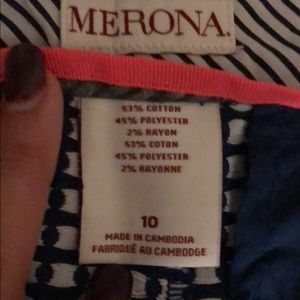 MERONA.
53% COTTON
45% POLYESTER
2% RAYON
53% COTON
45% POLYESTER
2% RAYONNE
10
MADE IN CAMBODIA
FABRIQUÉ AU CAMBODGE